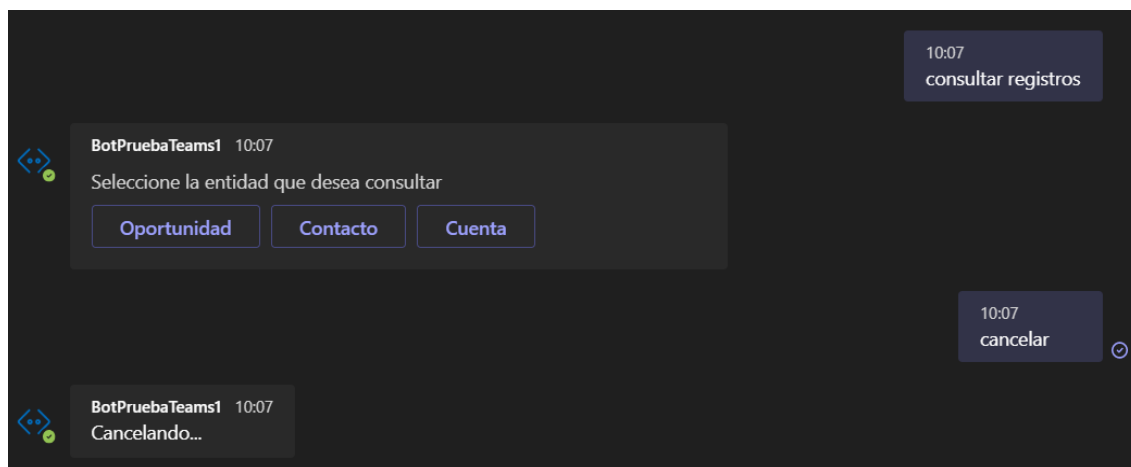 10:07
consultar registros
BotPruebaTeams1 10:07
Seleccione la entidad que desea consultar
Oportunidad Contacto Cuenta
10:07
cancelar
BotPruebaTeams1 10:07
Cancelando...